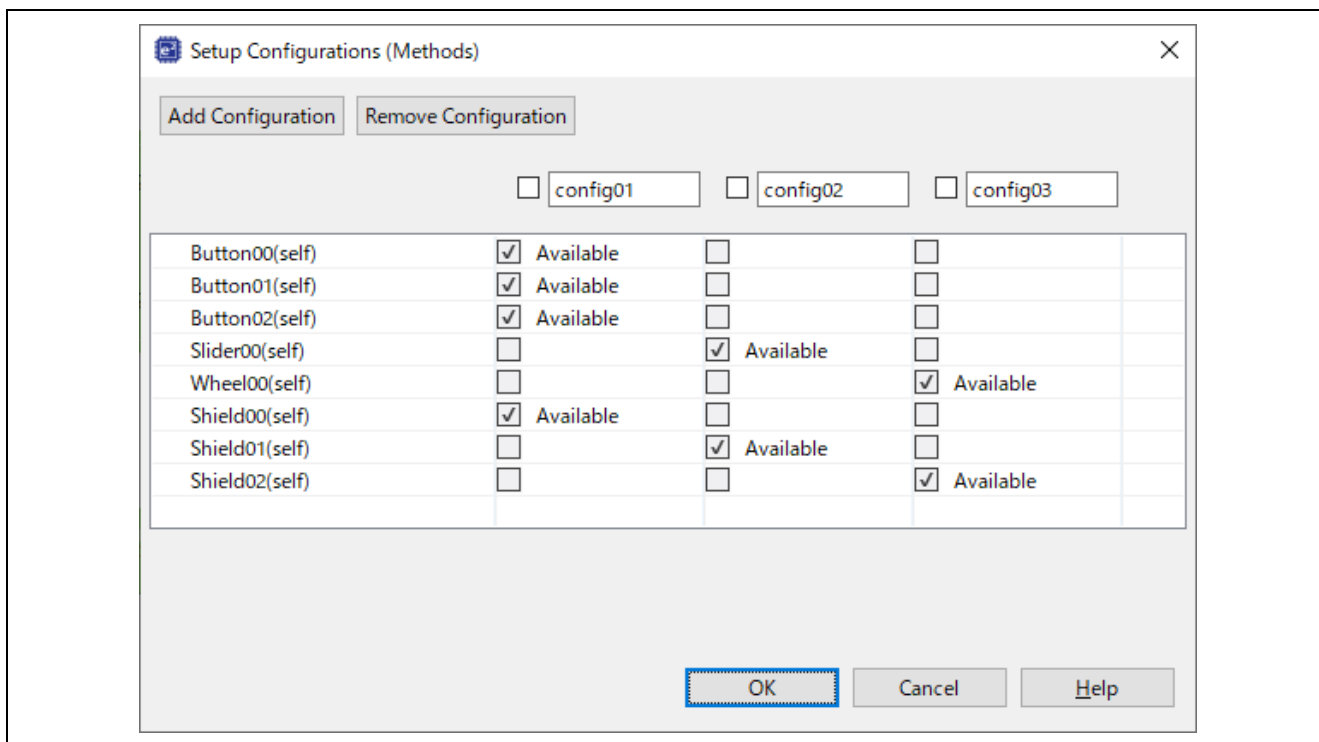 Setup Configurations (Methods)
Add Configuration Remove Configuration
config01 config02 config03
Button00(self) Available
Button01(self) Available
Button02(self) Available
Slider00(self) Available
Wheel00(self) Available
Shield00(self) Available
Shield01(self) Available
Shield02(self) Available
OK Cancel Help